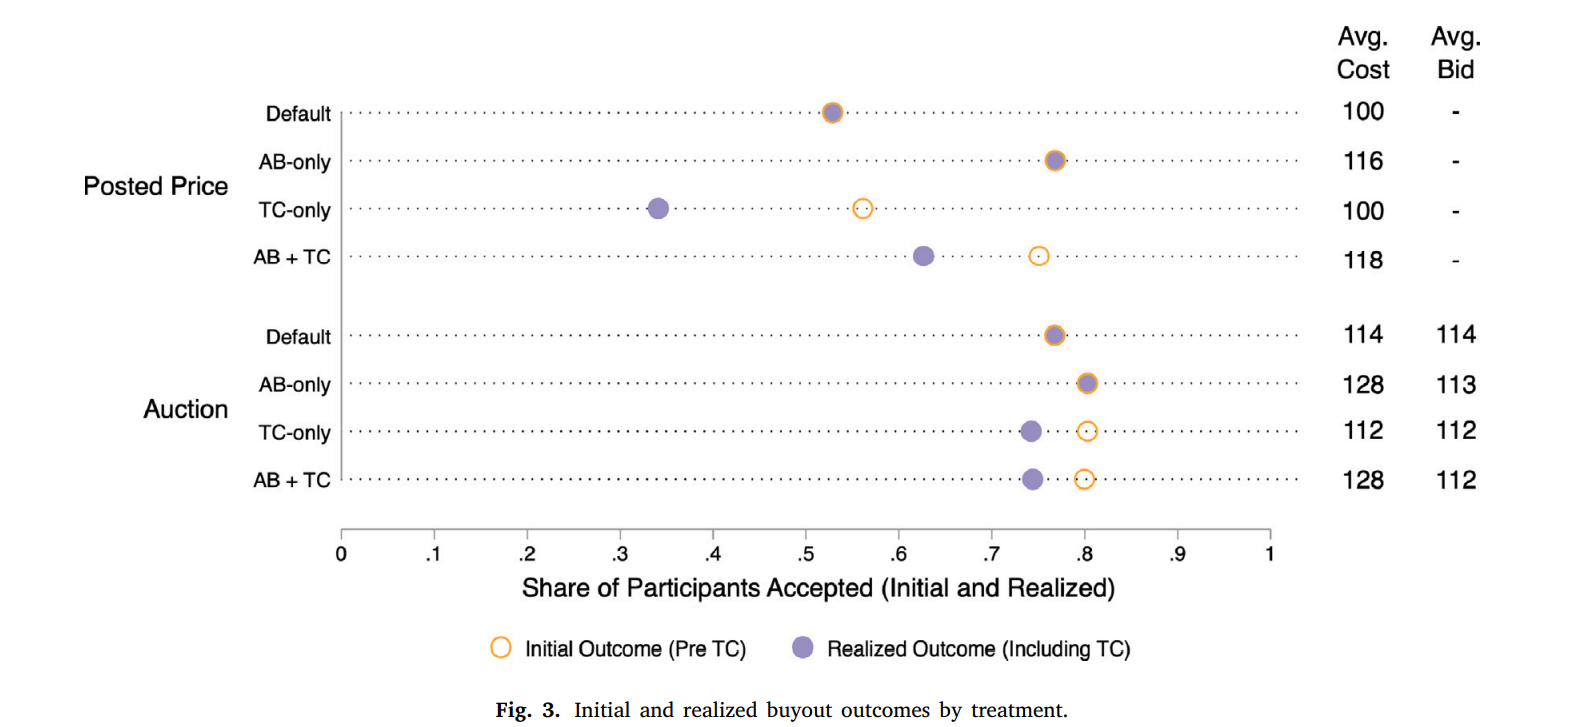 Avg. Avg.
Cost Bid
Default 100 -
AB-only 116 -
Posted Price
TC-only 100 -
AB + TC 118 -
Default 114 114
AB-only 128 113
Auction
TC-only 112 112
AB + TC 128 112
0 .1 .2 .3 .4 .5 .6 .7 .8 .9 1
Share of Participants Accepted (Initial and Realized)
Initial Outcome (Pre TC) Realized Outcome (Including TC)
Fig. 3. Initial and realized buyout outcomes by treatment.